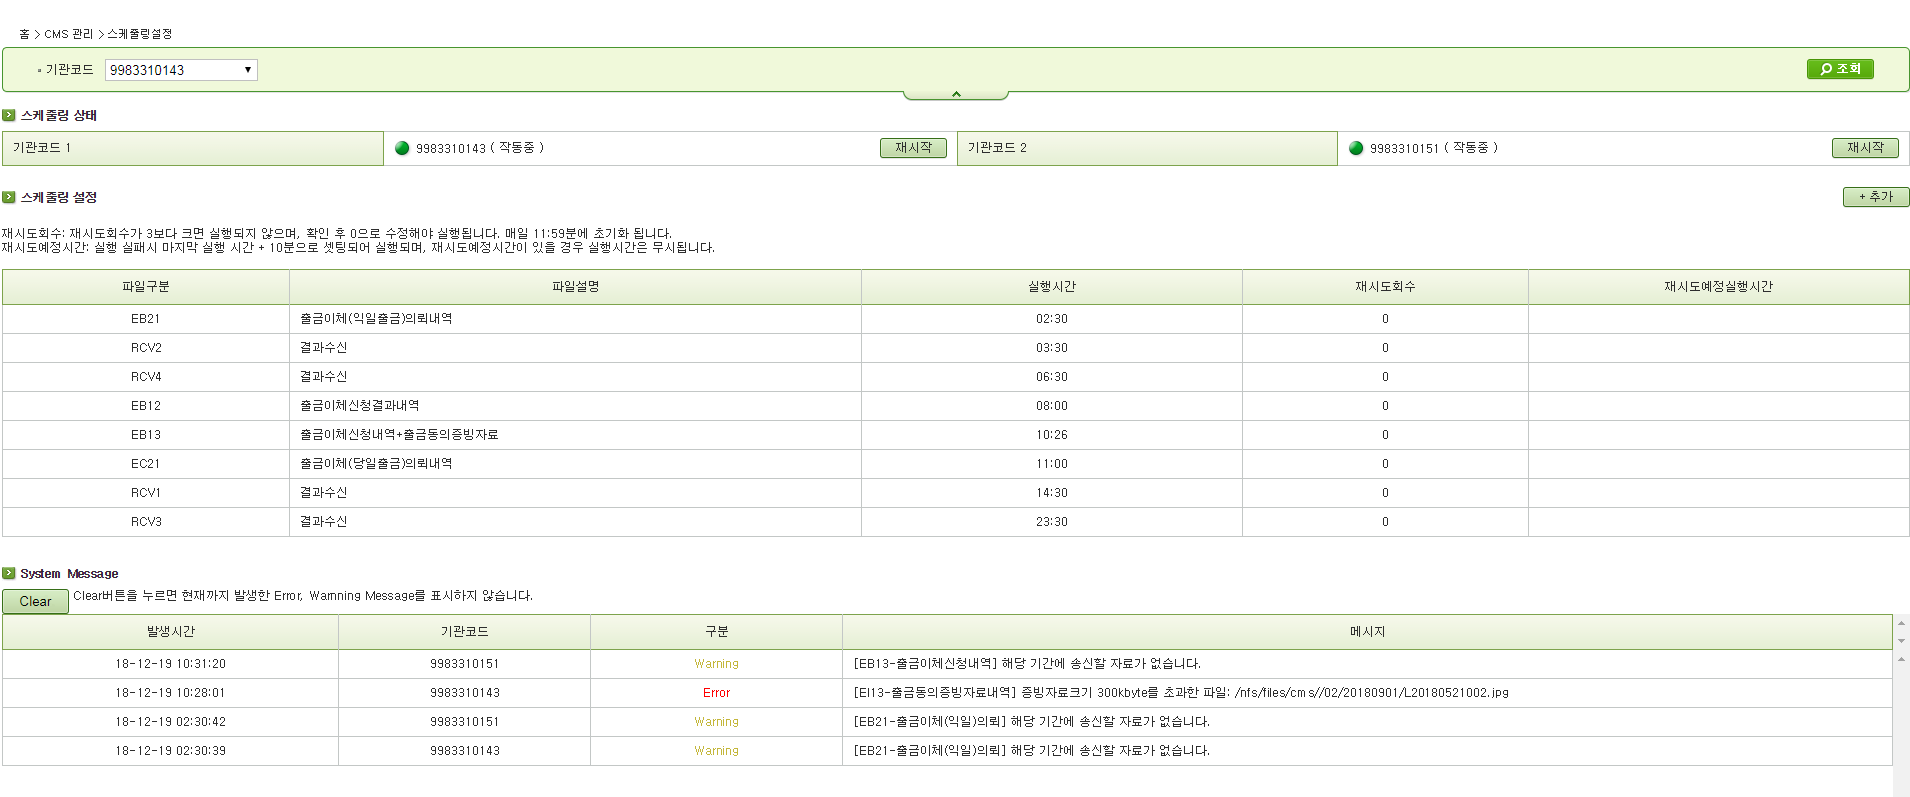 홈 > CMS 관리 > 스케줄링설정
기관코드 9983310143 조회
스케줄링 상태
기관코드 1 9983310143 ( 작동중 ) 재시작 기관코드 2 9983310151 ( 작동중 ) 재시작
스케줄링 설정 + 추가
재시도회수: 재시도회수가 3보다 크면 실행되지 않으며, 확인 후 0으로 수정해야 실행됩니다. 매일 11:59분에 초기화 됩니다.
재시도예정시간: 실행 실패시 마지막 실행 시간 + 10분으로 셋팅되어 실행되며, 재시도예정시간이 있을 경우 실행시간은 무시됩니다.
파일구분 파일설명 실행시간 재시도회수 재시도예정실행시간
EB21 출금이체(익일출금)의뢰내역 02:30 0
RCV2 결과수신 03:30 0
RCV4 결과수신 06:30 0
EB12 출금이체신청결과내역 08:00 0
EB13 출금이체신청내역+출금동의증빙자료 10:26 0
EC21 출금이체(당일출금)의뢰내역 11:00 0
RCV1 결과수신 14:30 0
RCV3 결과수신 23:30 0
System Message
Clear Clear버튼을 누르면 현재까지 발생한 Error, Warnning Message를 표시하지 않습니다.
발생시간 기관코드 구분 메시지
18-12-19 10:31:20 9983310151 Warning [EB13-출금이체신청내역] 해당 기간에 송신할 자료가 없습니다.
18-12-19 10:28:01 9983310143 Error [EI13-출금동의증빙자료내역] 증빙자료크기 300kbyte를 초과한 파일: /nfs/files/cms//02/20180901/L20180521002.jpg
18-12-19 02:30:42 9983310151 Warning [EB21-출금이체(익일)의뢰] 해당 기간에 송신할 자료가 없습니다.
18-12-19 02:30:39 9983310143 Warning [EB21-출금이체(익일)의뢰] 해당 기간에 송신할 자료가 없습니다.